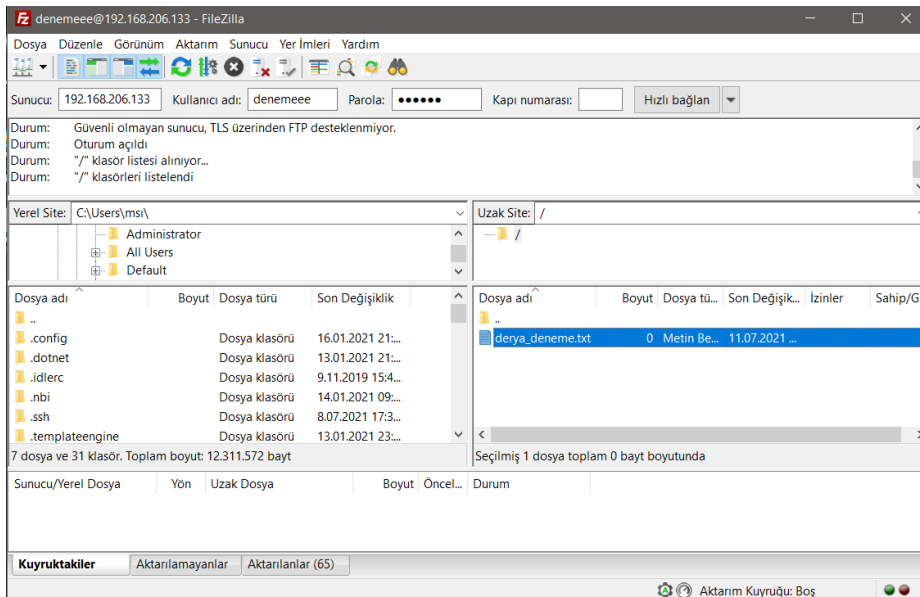 denemeee@192.168.206.133 - FileZilla
Dosya Düzenle Görünüm Aktarım Sunucu Yer İmleri Yardım
Sunucu: 192.168.206.133 Kullanıcı adı: denemeee Parola: ●●●●●● Kapı numarası: Hızlı bağlan
Durum: Güvenli olmayan sunucu, TLS üzerinden FTP desteklenmiyor.
Durum: Oturum açıldı
Durum: "/" klasör listesi alınıyor...
Durum: "/" klasörleri listelendi
Yerel Site: C:\Users\msı\
Administrator
All Users
Default
Uzak Site: /
/
Dosya adı Boyut Dosya türü Son Değişiklik
..
.config Dosya klasörü 16.01.2021 21:...
.dotnet Dosya klasörü 13.01.2021 21:...
.idlerc Dosya klasörü 9.11.2019 15:4...
.nbi Dosya klasörü 14.01.2021 09:...
.ssh Dosya klasörü 8.07.2021 17:3...
.templateengine Dosya klasörü 13.01.2021 23:...
7 dosya ve 31 klasör. Toplam boyut: 12.311.572 bayt
Dosya adı Boyut Dosya tü... Son Değişik... İzinler Sahip/G
..
derya_deneme.txt 0 Metin Be... 11.07.2021 ...
Seçilmiş 1 dosya toplam 0 bayt boyutunda
Sunucu/Yerel Dosya Yön Uzak Dosya Boyut Öncel... Durum
Kuyruktakiler Aktarılamayanlar Aktarılanlar (65)
Aktarım Kuyruğu: Boş